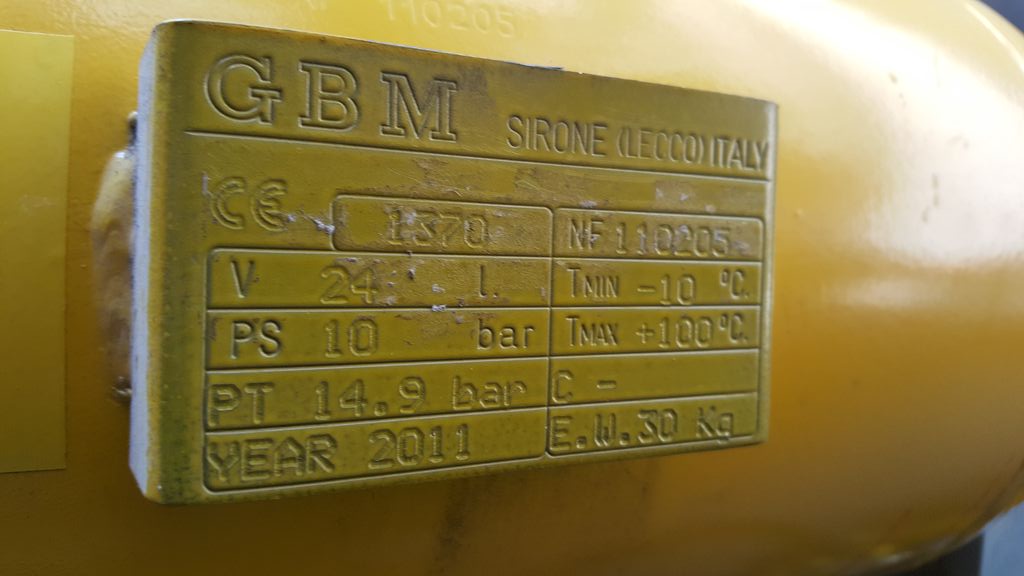 110205
GBM SIRONE (LECCO) ITALY
CE 1370 NF 110205
V 24 l. TMIN -10 °C.
PS 10 bar TMAX +100°C.
PT 14.9 bar C -
YEAR 2011 E.W.30 Kg